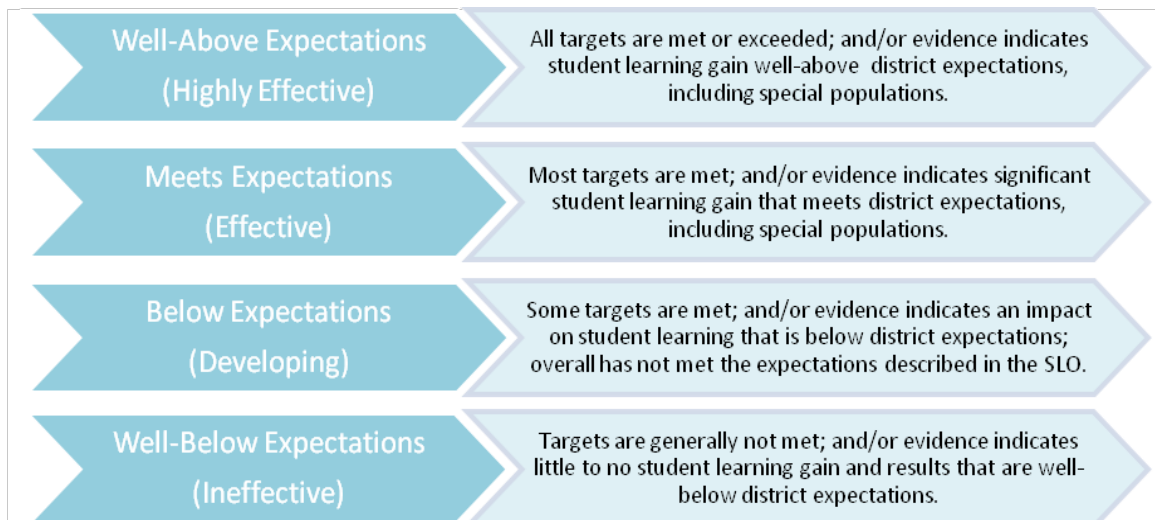 Well-Above Expectations
(Highly Effective)
All targets are met or exceeded; and/or evidence indicates
student learning gain well-above district expectations,
including special populations.
Meets Expectations
(Effective)
Most targets are met; and/or evidence indicates significant
student learning gain that meets district expectations,
including special populations.
Below Expectations
(Developing)
Some targets are met; and/or evidence indicates an impact
on student learning that is below district expectations;
overall has not met the expectations described in the SLO.
Well-Below Expectations
(Ineffective)
Targets are generally not met; and/or evidence indicates
little to no student learning gain and results that are well-
below district expectations.